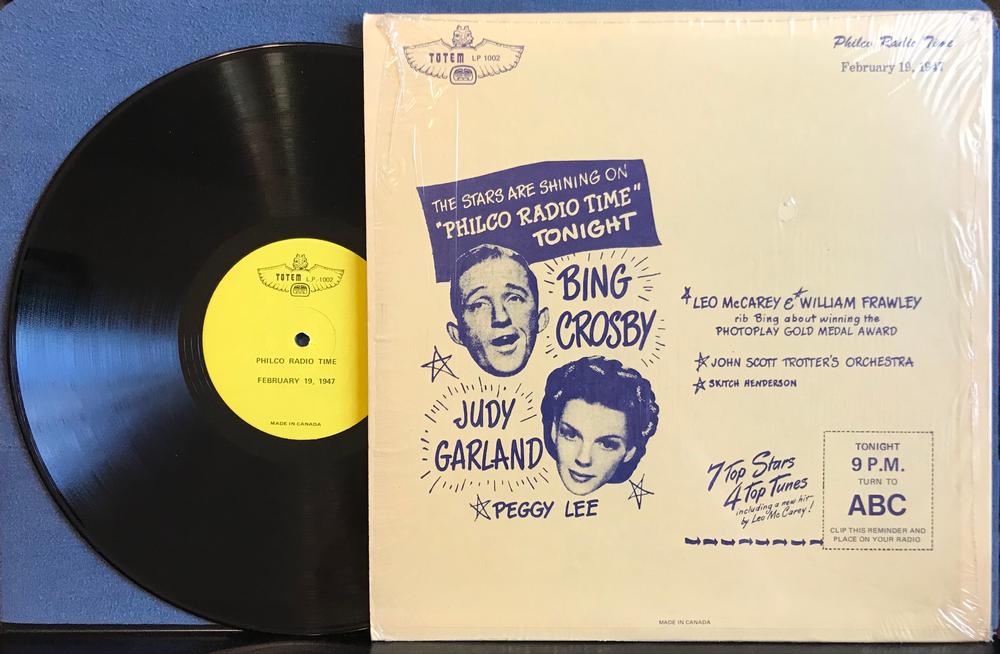 TOTEM L.P.-1002
PHILCO RADIO TIME
FEBRUARY 19, 1947
MADE IN CANADA
TOTEM LP 1002
Philco Radio Time
February 19, 1947
THE STARS ARE SHINING ON
"PHILCO RADIO TIME"
TONIGHT
BING
CROSBY
JUDY
GARLAND
PEGGY LEE
LEO McCAREY & WILLIAM FRAWLEY
rib Bing about winning the
PHOTOPLAY GOLD MEDAL AWARD
JOHN SCOTT TROTTER'S ORCHESTRA
SKITCH HENDERSON
7 Top Stars
4 Top Tunes
including a new hit
by Leo McCarey!
TONIGHT
9 P.M.
TURN TO
ABC
CLIP THIS REMINDER AND
PLACE ON YOUR RADIO
MADE IN CANADA